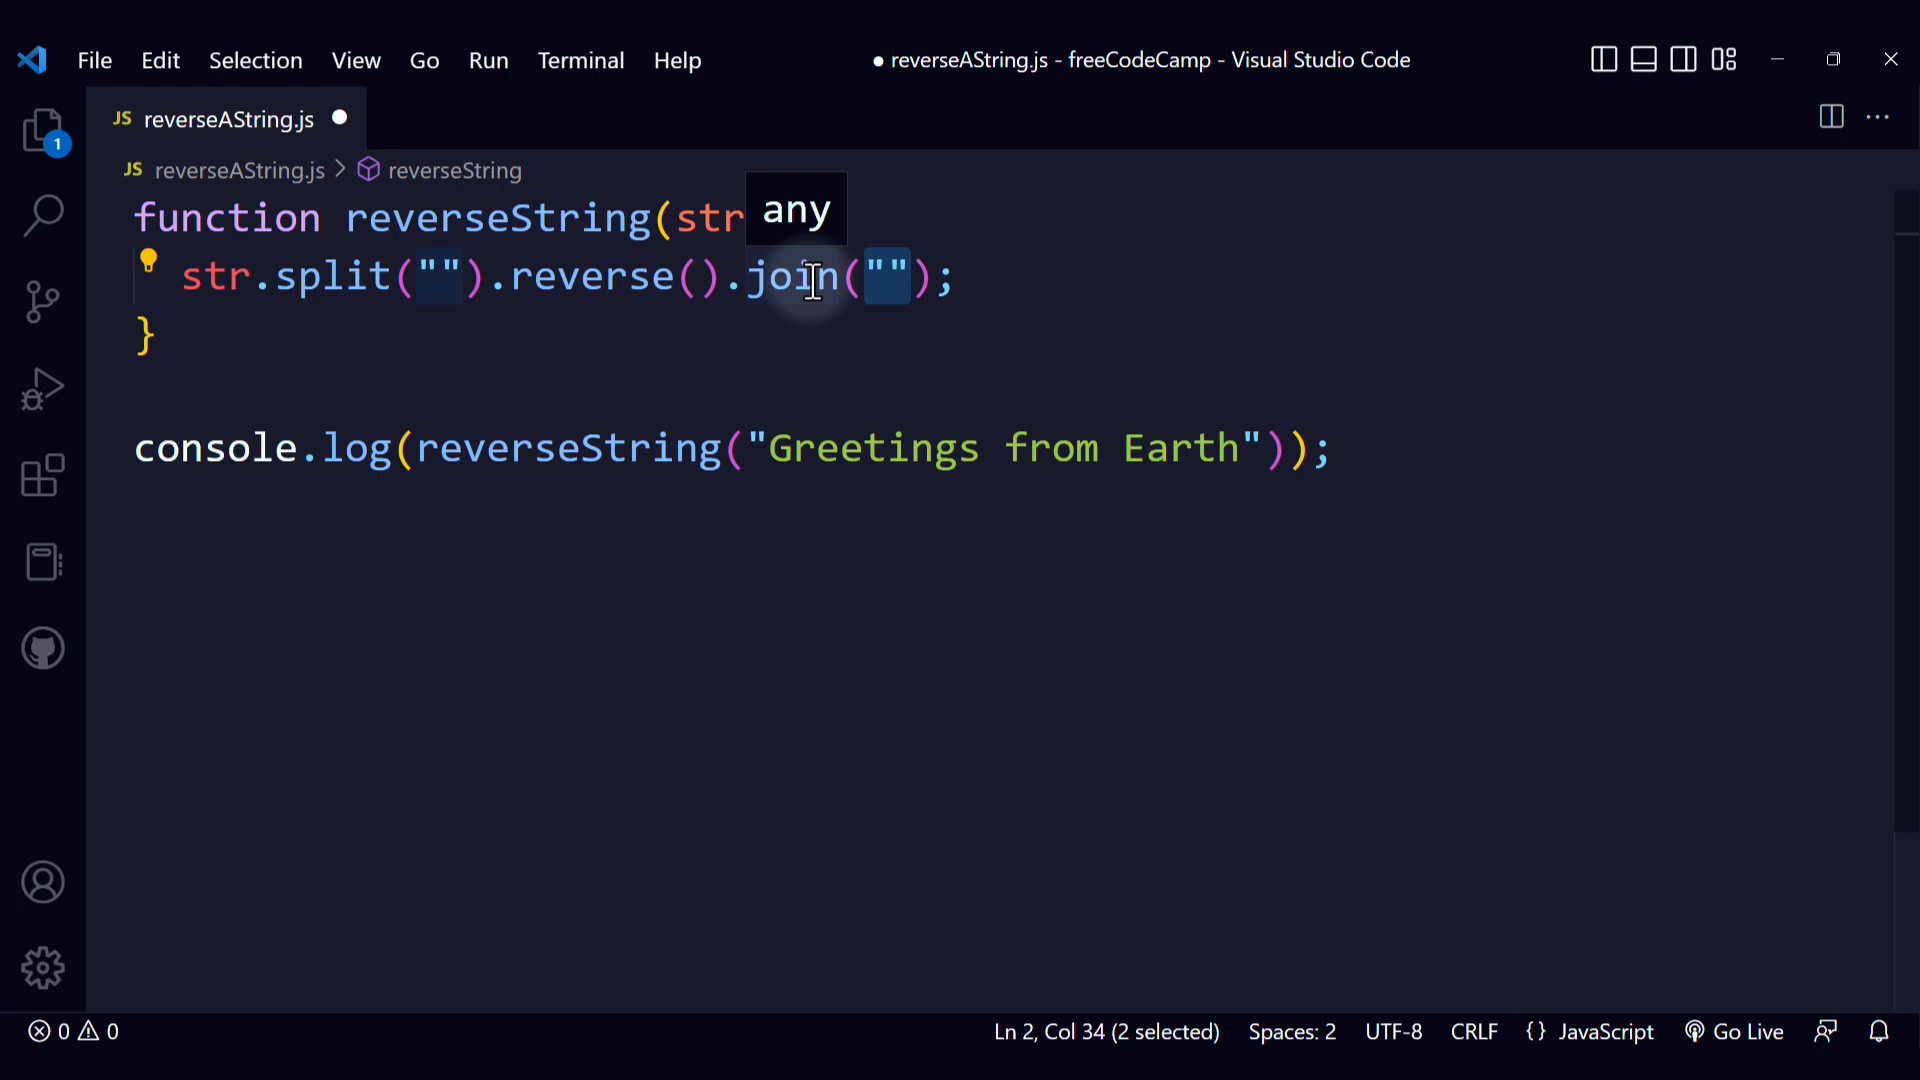 File Edit Selection View Go Run Terminal Help ● reverseAString.js - freeCodeCamp - Visual Studio Code
JS reverseAString.js ●
1
JS reverseAString.js > reverseString
function reverseString(str
any
str.split("").reverse().join("");
}
console.log(reverseString("Greetings from Earth"));
0 0 Ln 2, Col 34 (2 selected) Spaces: 2 UTF-8 CRLF {} JavaScript Go Live